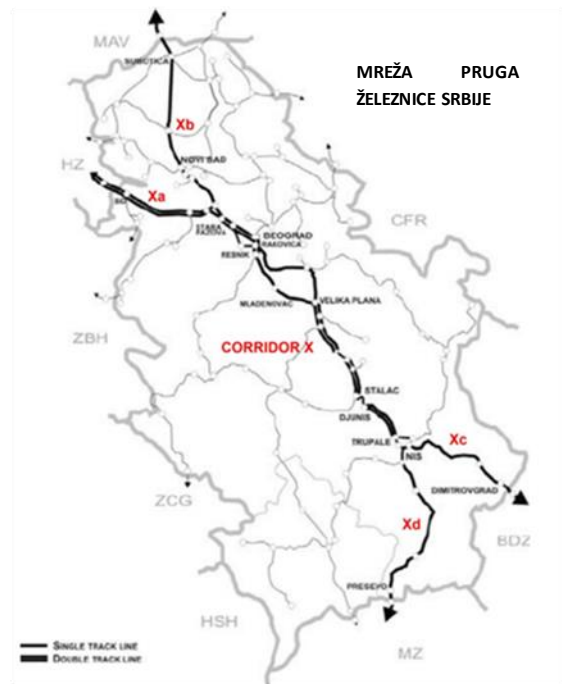 MREŽA PRUGA
ŽELEZNICE SRBIJE
MAV
SUBOTICA
Xb
NOVI SAD
HZ
Xa
STARA
PAZOVA
BEOGRAD
RAKOVICA
RESNIK
CFR
MLADENOVAC
VELIKA PLANA
ZBH
CORRIDOR X
STALAC
DJUNIS
TRUPALE
Xc
NIS
DIMITROVGRAD
ZCG
Xd
BDZ
PRESEVO
HSH
MZ
SINGLE TRACK LINE
DOUBLE TRACK LINE